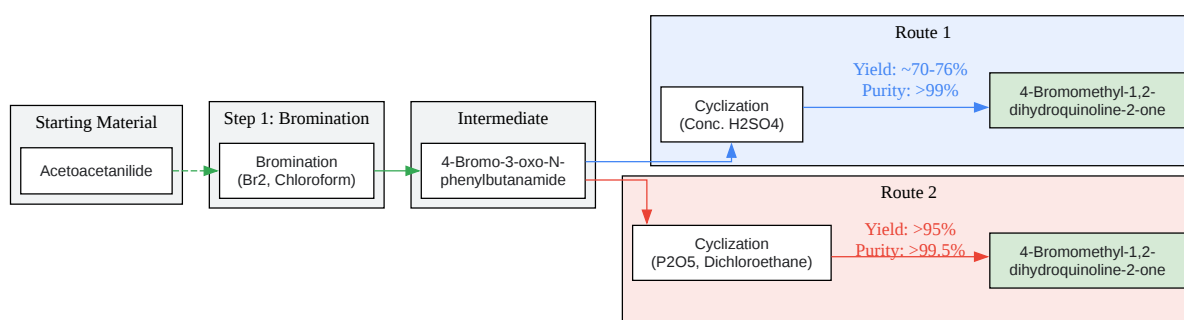 Starting Material
Acetoacetanilide
Step 1: Bromination
Bromination
(Br2, Chloroform)
Intermediate
4-Bromo-3-oxo-N-
phenylbutanamide
Route 1
Cyclization
(Conc. H2SO4)
Yield: ~70-76%
Purity: >99%
4-Bromomethyl-1,2-
dihydroquinoline-2-one
Route 2
Cyclization
(P2O5, Dichloroethane)
Yield: >95%
Purity: >99.5%
4-Bromomethyl-1,2-
dihydroquinoline-2-one